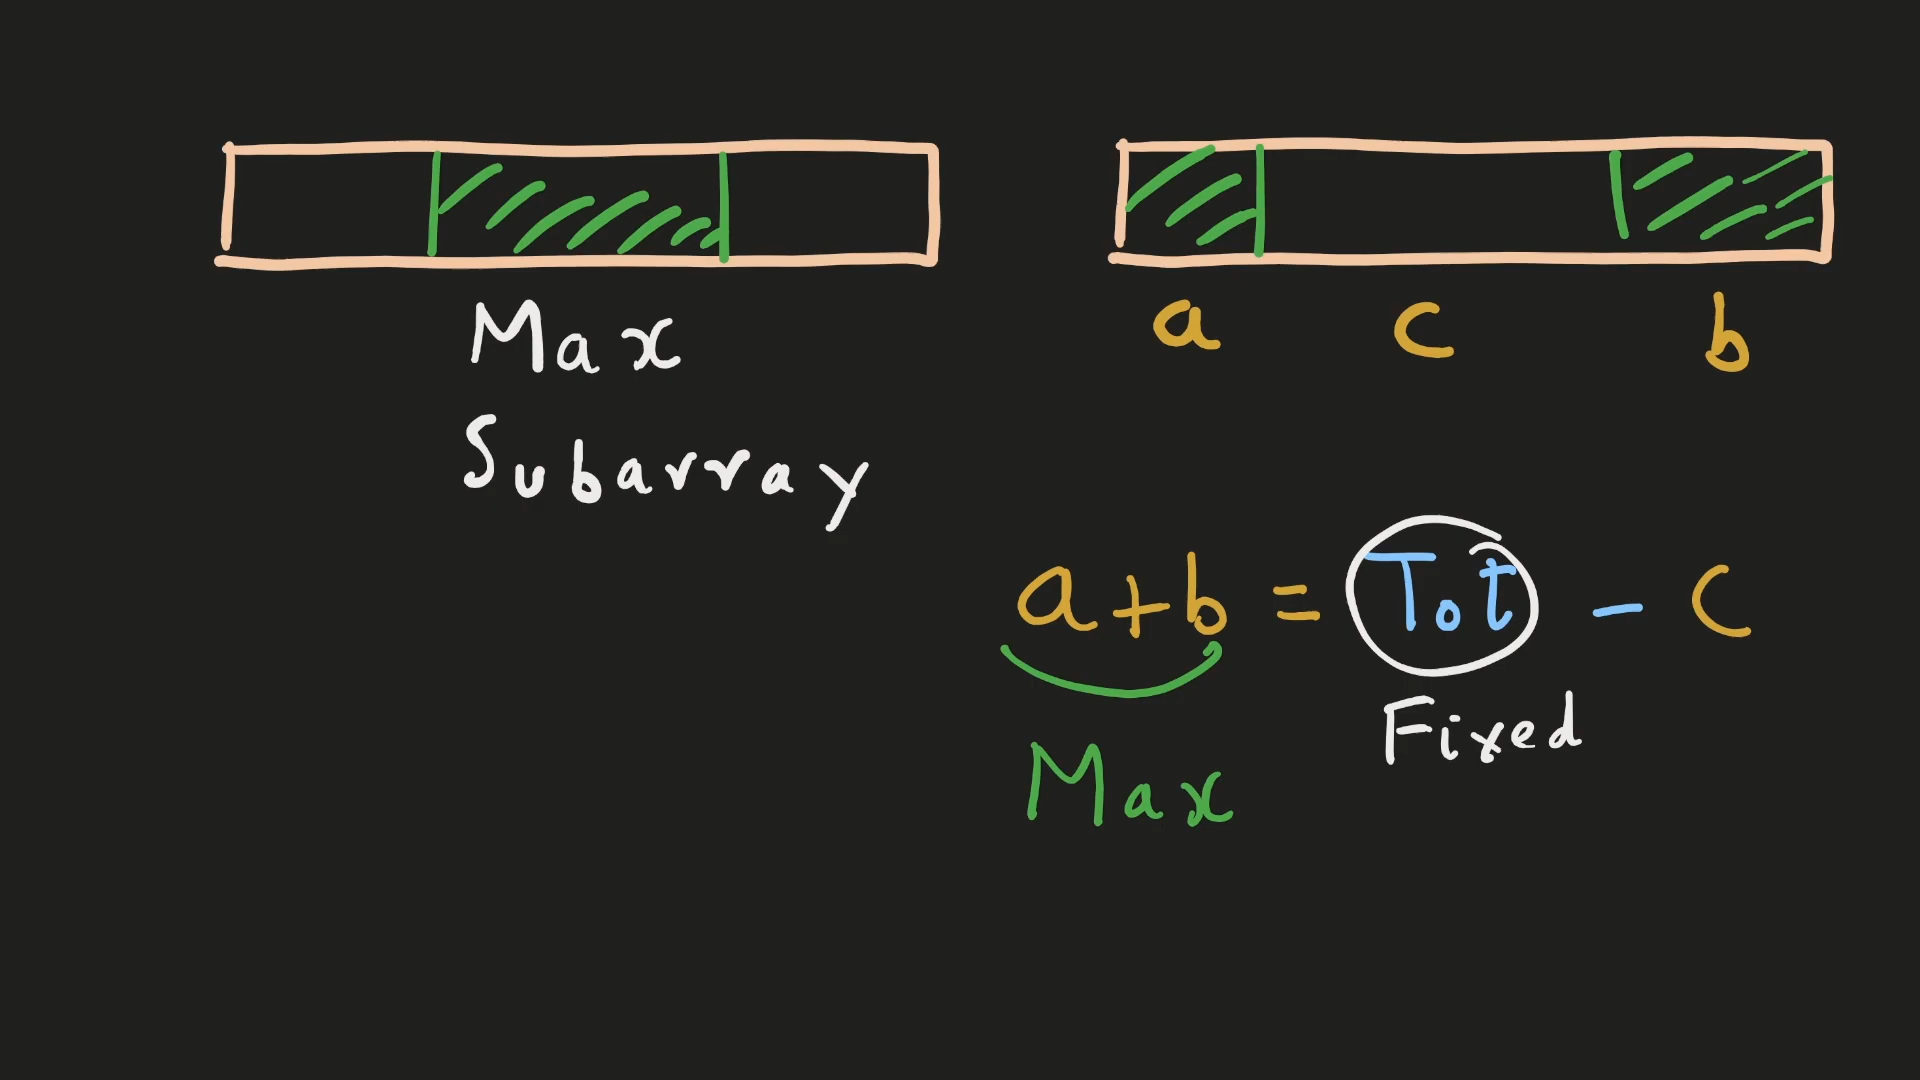 Max
Subarray
a c b
a+b = Tot - c
Fixed
Max